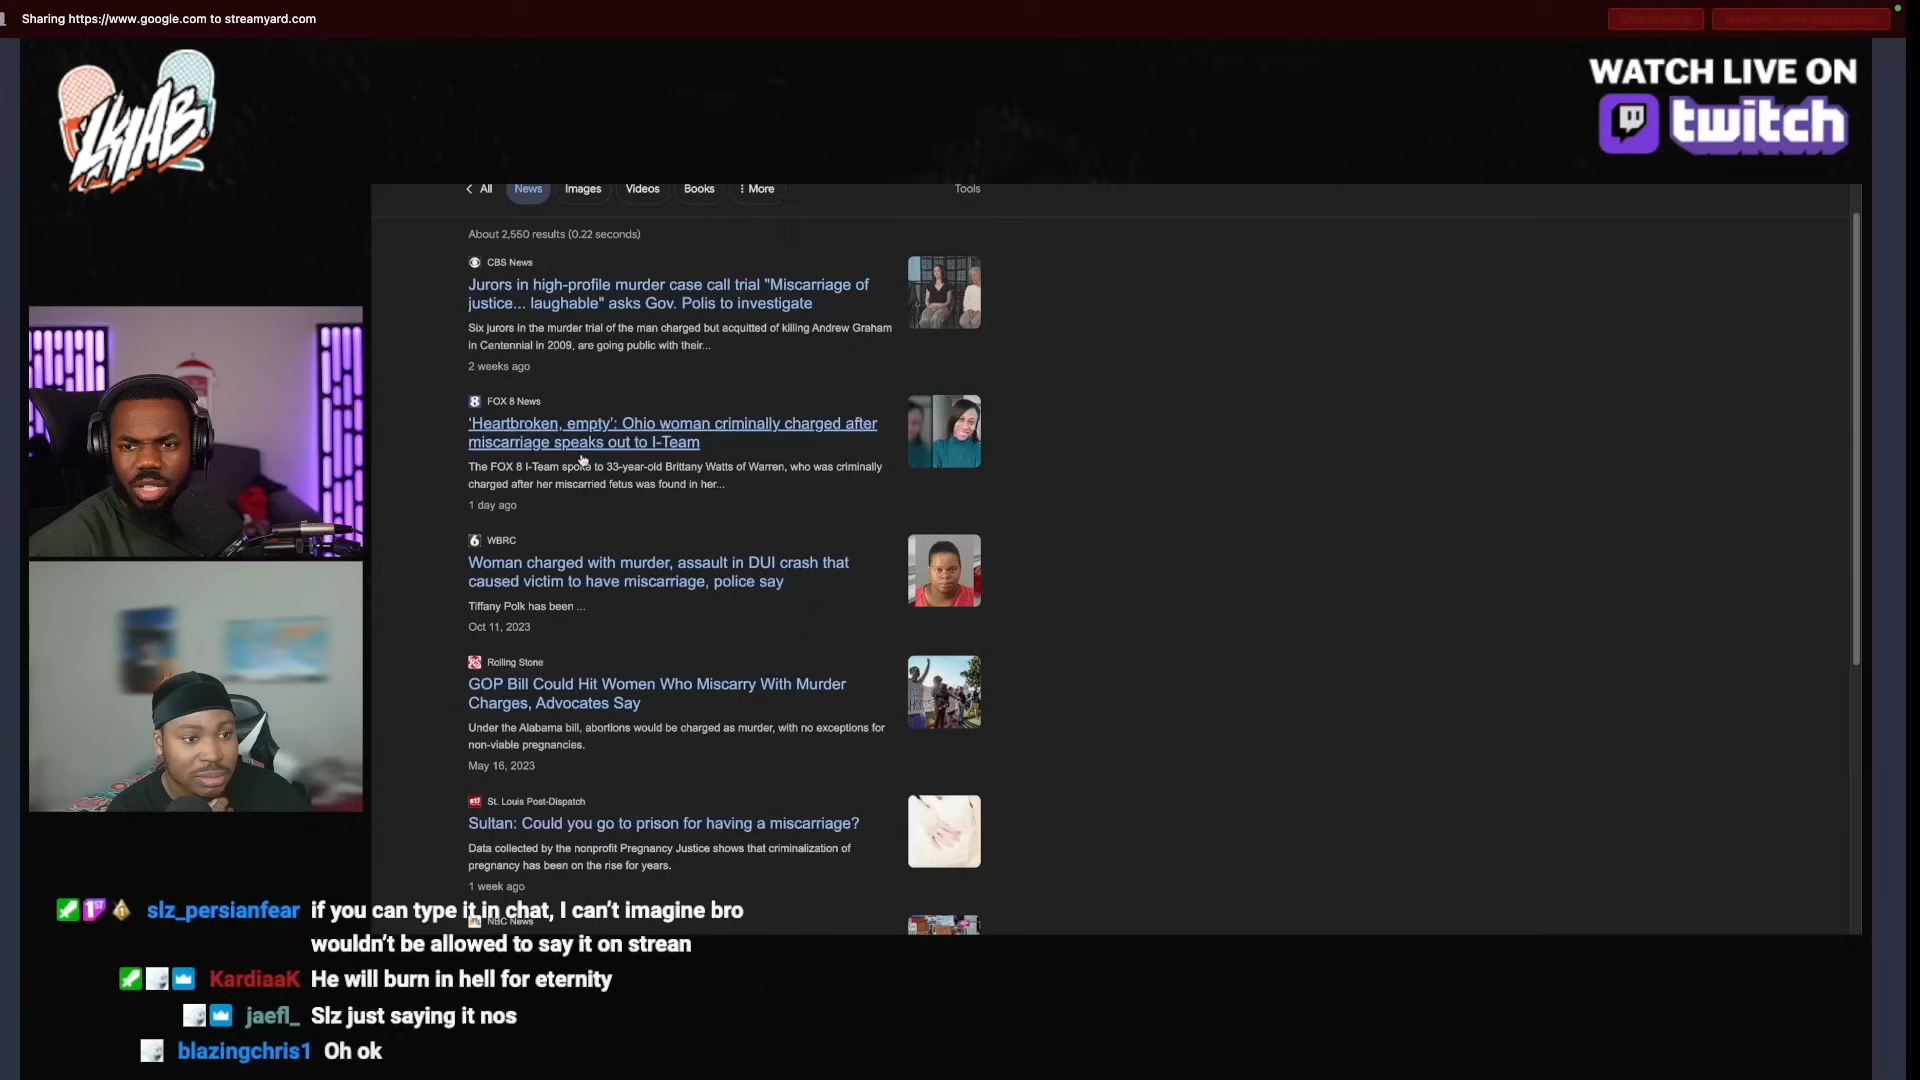 Sharing https://www.google.com to streamyard.com
LKIAB
WATCH LIVE ON
twitch
All News Images Videos Books More Tools
About 2,550 results (0.22 seconds)
CBS News
Jurors in high-profile murder case call trial "Miscarriage of
justice... laughable" asks Gov. Polis to investigate
Six jurors in the murder trial of the man charged but acquitted of killing Andrew Graham
in Centennial in 2009, are going public with their...
2 weeks ago
8 FOX 8 News
‘Heartbroken, empty’: Ohio woman criminally charged after
miscarriage speaks out to I-Team
The FOX 8 I-Team spoke to 33-year-old Brittany Watts of Warren, who was criminally
charged after her miscarried fetus was found in her...
1 day ago
6 WBRC
Woman charged with murder, assault in DUI crash that
caused victim to have miscarriage, police say
Tiffany Polk has been ...
Oct 11, 2023
Rolling Stone
GOP Bill Could Hit Women Who Miscarry With Murder
Charges, Advocates Say
Under the Alabama bill, abortions would be charged as murder, with no exceptions for
non-viable pregnancies.
May 16, 2023
St. Louis Post-Dispatch
Sultan: Could you go to prison for having a miscarriage?
Data collected by the nonprofit Pregnancy Justice shows that criminalization of
pregnancy has been on the rise for years.
1 week ago
NBC News
1ST slz_persianfear if you can type it in chat, I can't imagine bro
wouldn't be allowed to say it on strean
KardiaaK He will burn in hell for eternity
jaefl_ Slz just saying it nos
blazingchris1 Oh ok